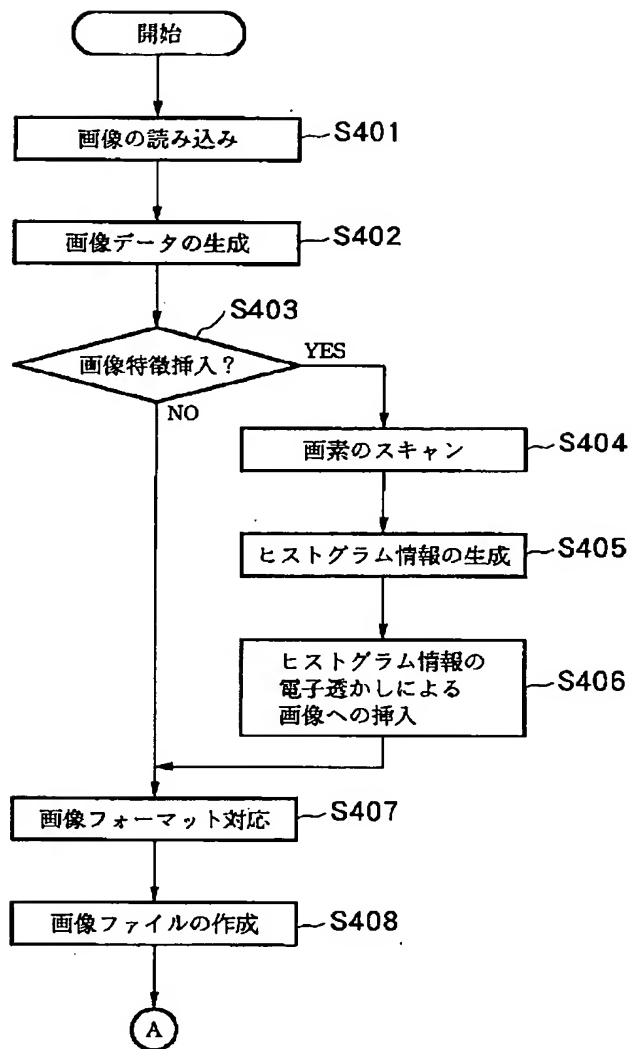 開始
画像の読み込み
S401
画像データの生成
S402
S403
画像特徴挿入?
YES
NO
画素のスキャン
S404
ヒストグラム情報の生成
S405
ヒストグラム情報の
電子透かしによる
画像への挿入
S406
画像フォーマット対応
S407
画像ファイルの作成
S408
A